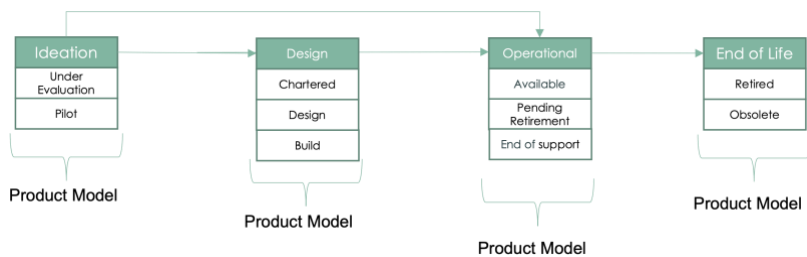 Ideation
Under
Evaluation
Pilot
Product Model
Design
Chartered
Design
Build
Product Model
Operational
Available
Pending
Retirement
End of support
Product Model
End of Life
Retired
Obsolete
Product Model